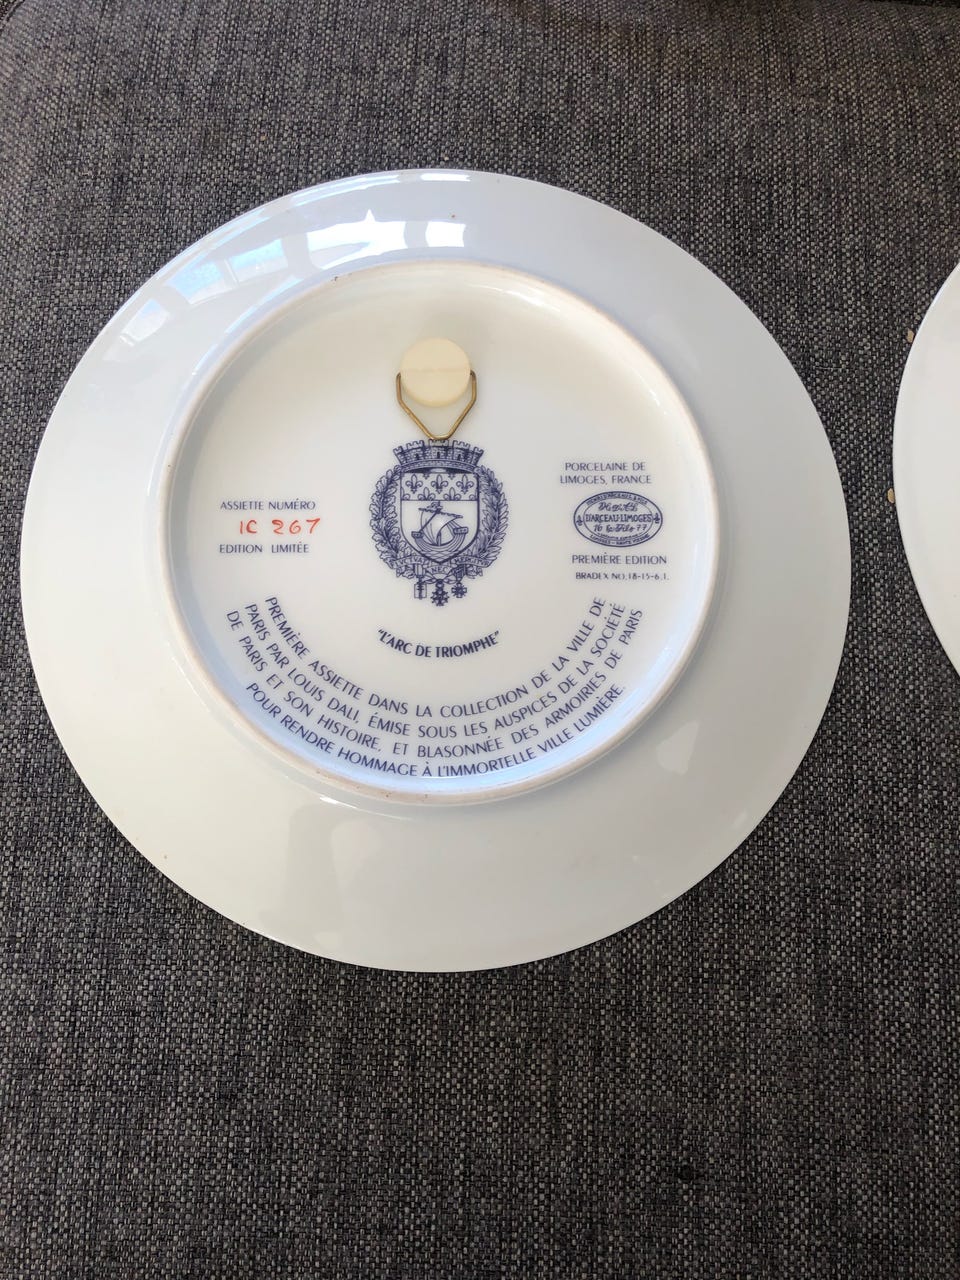 ASSIETTE NUMÉRO
IC 267
EDITION LIMITÉE
PORCELAINE DE
LIMOGES, FRANCE
D'ARCEAU-LIMOGES
PREMIÈRE EDITION
BRADEX NO. 18-15-6.1.
"L'ARC DE TRIOMPHE"
PREMIÈRE ASSIETTE DANS LA COLLECTION DE LA VILLE DE
PARIS PAR LOUIS DALI, ÉMISE SOUS LES AUSPICES DE LA SOCIÉTÉ
DE PARIS ET SON HISTOIRE, ET BLASONNÉE DES ARMOIRIES DE PARIS
POUR RENDRE HOMMAGE À L'IMMORTELLE VILLE LUMIÈRE.